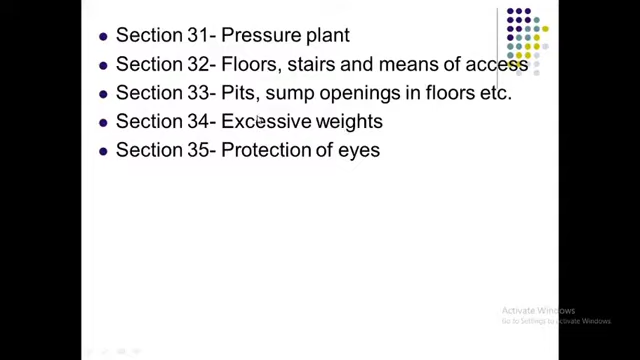 Section 31- Pressure plant
Section 32- Floors, stairs and means of access
Section 33- Pits, sump openings in floors etc.
Section 34- Excessive weights
Section 35- Protection of eyes
Activate Windows
Go to Settings to activate Windows.